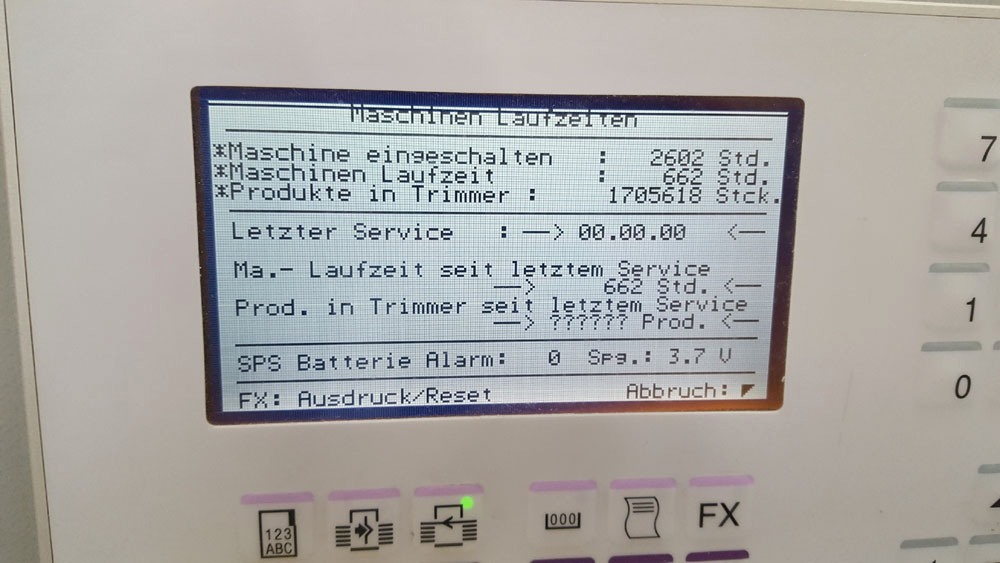 Maschinen Laufzeiten
*Maschine eingeschalten : 2602 Std.
*Maschinen Laufzeit : 662 Std.
*Produkte in Trimmer : 1705618 Stck.
Letzter Service : —> 00.00.00 <—
Ma.- Laufzeit seit letztem Service
—> 662 Std. <—
Prod. in Trimmer seit letztem Service
—> ?????? Prod. <—
SPS Batterie Alarm: 0 Spg.: 3.7 V
FX: Ausdruck/Reset Abbruch: ◤
7
4
1
0
123
ABC
000
FX